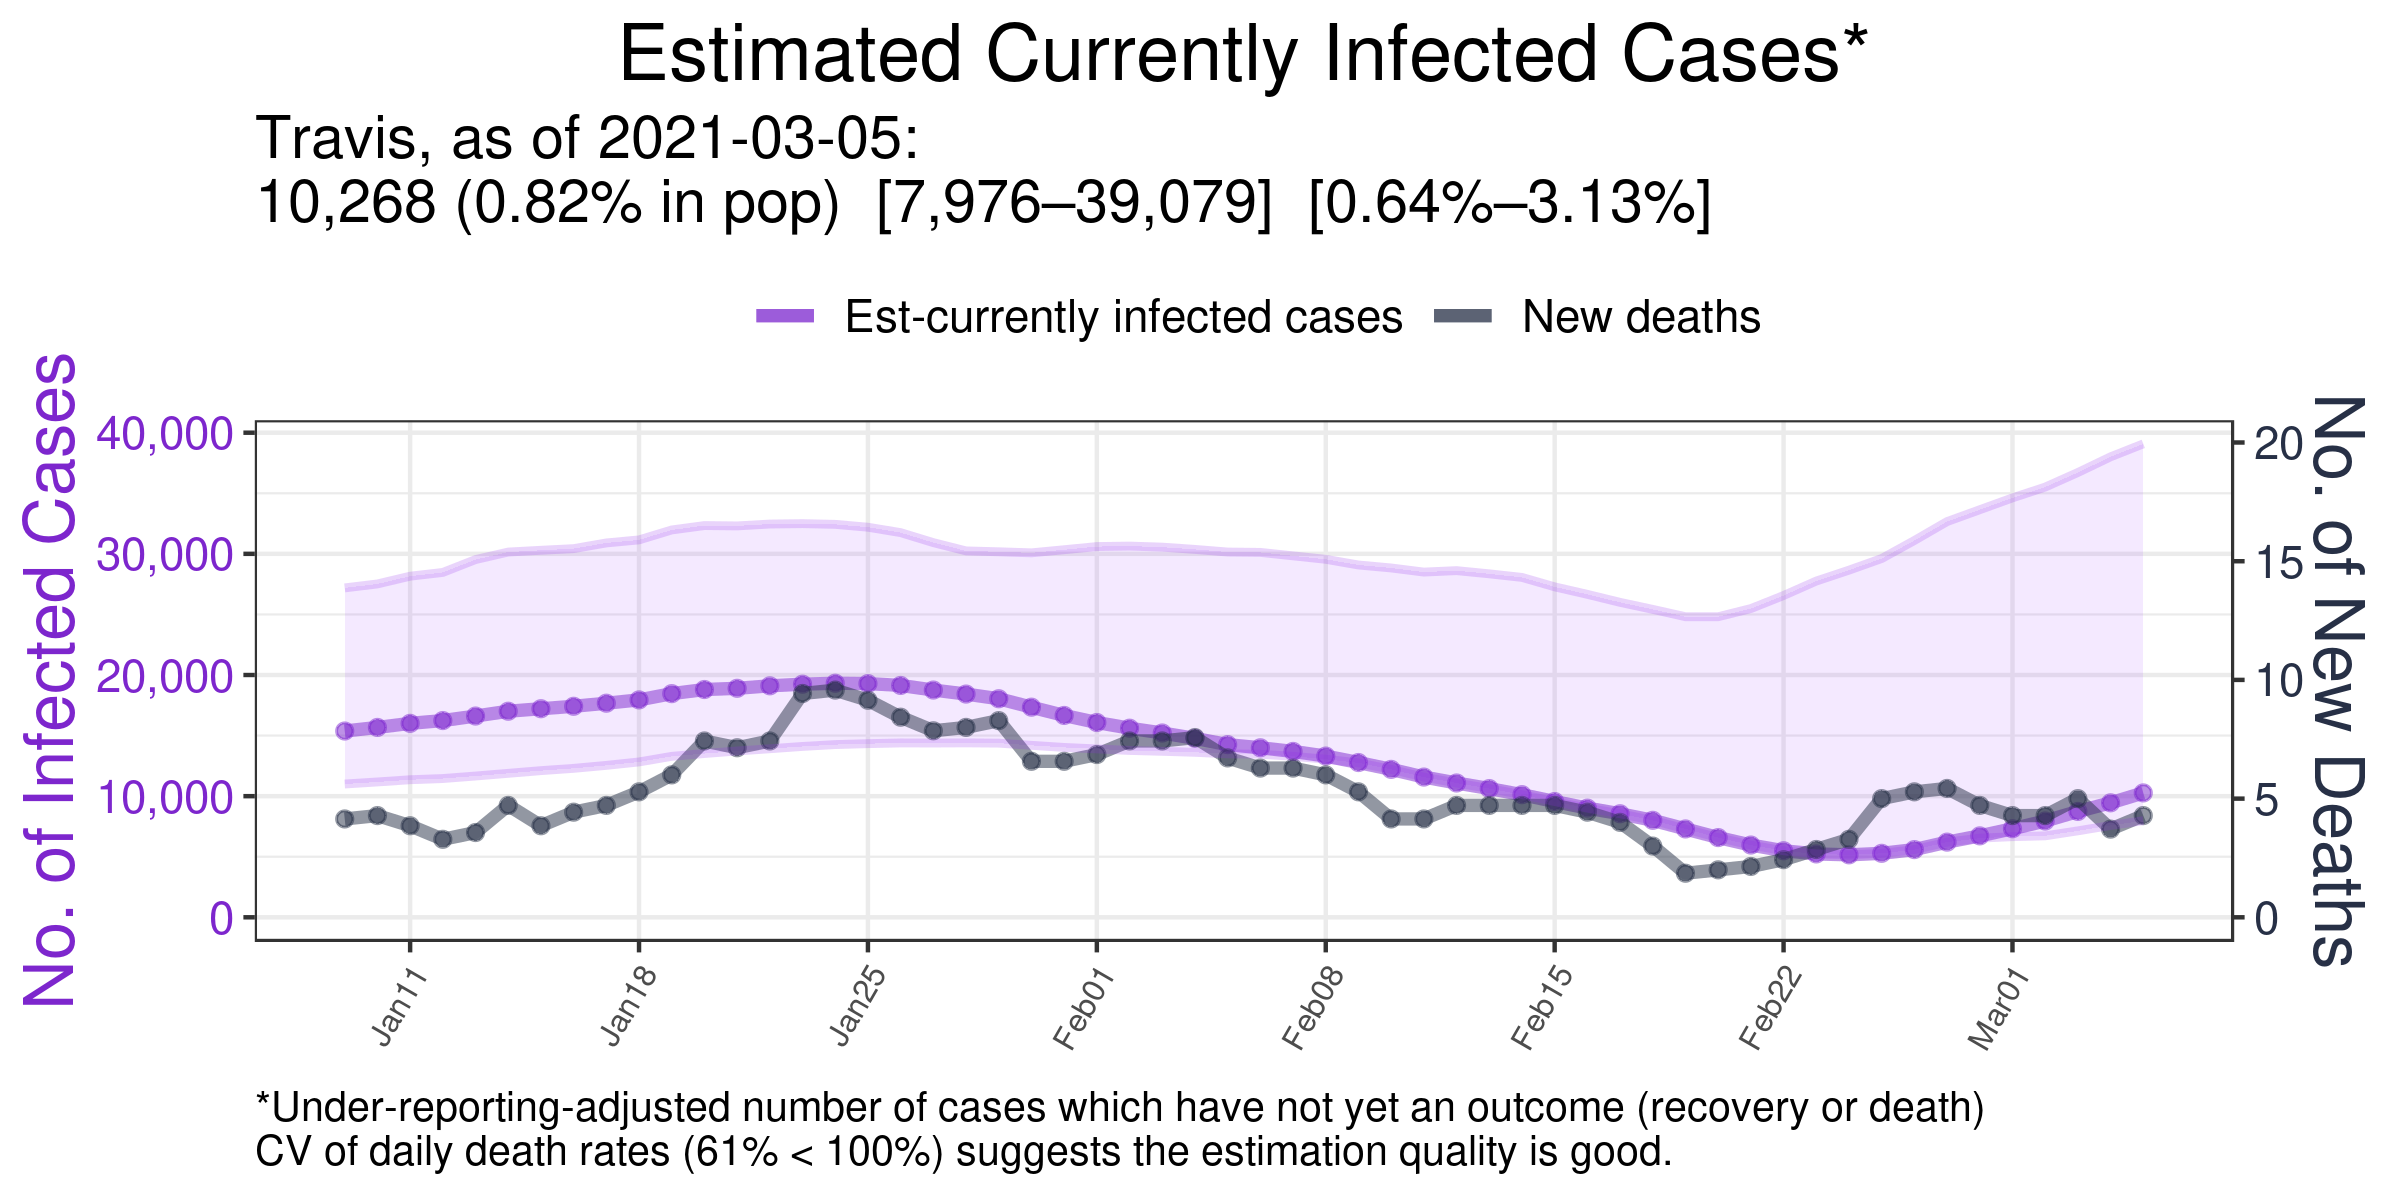 Estimated Currently Infected Cases*
Travis, as of 2021-03-05:
10,268 (0.82% in pop)  [7,976–39,079]  [0.64%–3.13%]
Est-currently infected cases
New deaths
No. of Infected Cases
40,000
30,000
20,000
10,000
0
20
15
10
5
0
No. of New Deaths
Jan11
Jan18
Jan25
Feb01
Feb08
Feb15
Feb22
Mar01
*Under-reporting-adjusted number of cases which have not yet an outcome (recovery or death)
CV of daily death rates (61% < 100%) suggests the estimation quality is good.